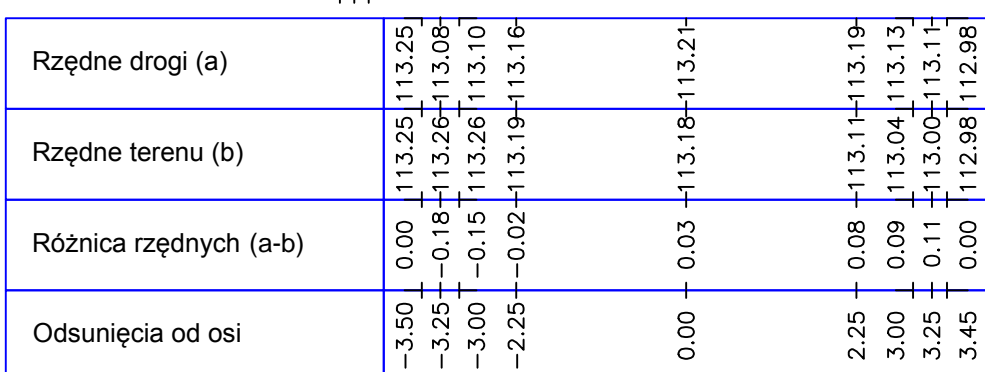 Rzędne drogi (a) 113.25 113.08 113.10 113.16 113.21 113.19 113.13 113.11 112.98
Rzędne terenu (b) 113.25 113.26 113.26 113.19 113.18 113.11 113.04 113.00 112.98
Różnica rzędnych (a-b) 0.00 -0.18 -0.15 -0.02 0.03 0.08 0.09 0.11 0.00
Odsunięcia od osi -3.50 -3.25 -3.00 -2.25 0.00 2.25 3.00 3.25 3.45